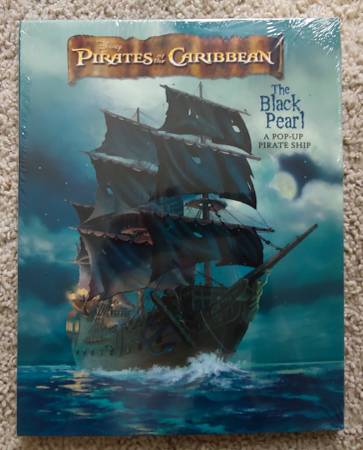 Disney
PIRATES of the CARIBBEAN
The
Black
Pearl
A POP-UP
PIRATE SHIP